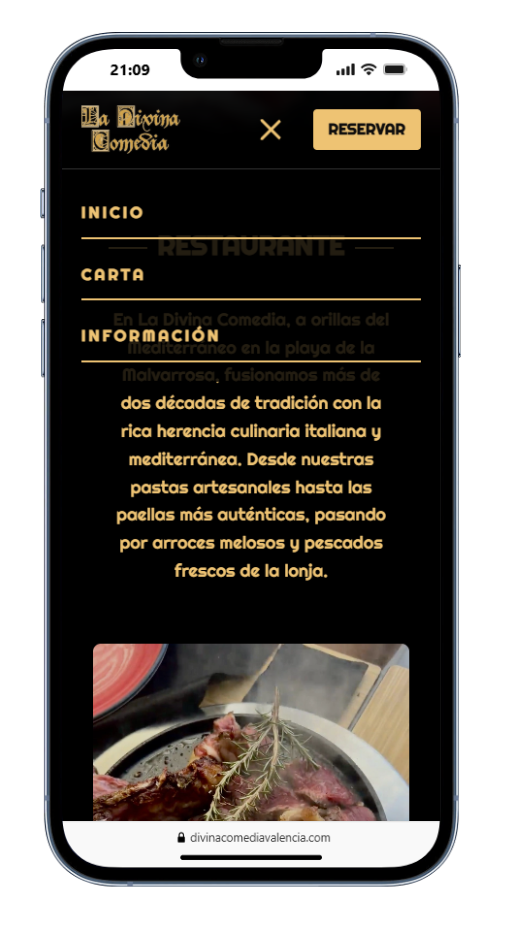 21:09
La Divina
Comedia
RESERVAR
INICIO
RESTAURANTE
CARTA
En La Divina Comedia, a orillas del
INFORMACIÓN
Mediterráneo en la playa de la
Malvarrosa, fusionamos más de
dos décadas de tradición con la
rica herencia culinaria italiana y
mediterránea. Desde nuestras
pastas artesanales hasta las
paellas más auténticas, pasando
por arroces melosos y pescados
frescos de la lonja.
divinacomediavalencia.com